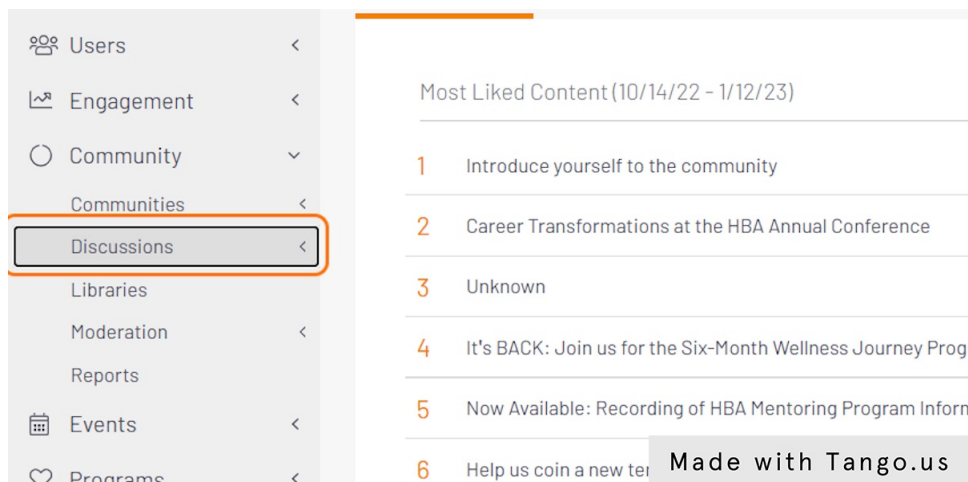 Users
Engagement
Community
Communities
Discussions
Libraries
Moderation
Reports
Events
Programs
Most Liked Content (10/14/22 - 1/12/23)
1 Introduce yourself to the community
2 Career Transformations at the HBA Annual Conference
3 Unknown
4 It's BACK: Join us for the Six-Month Wellness Journey Prog
5 Now Available: Recording of HBA Mentoring Program Inform
6 Help us coin a new ter
Made with Tango.us